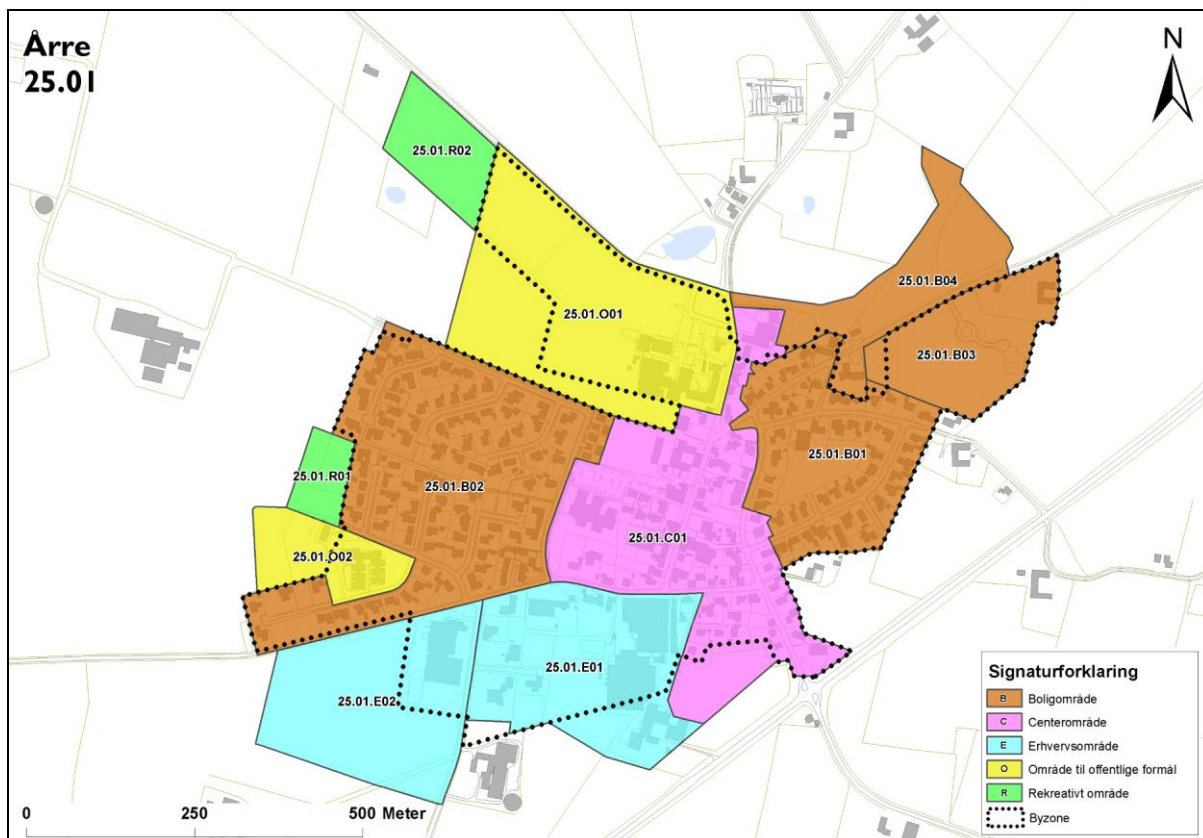 Årre
25.01
N
25.01.R02
25.01.O01
25.01.B04
25.01.B03
25.01.B01
25.01.R01
25.01.B02
25.01.C01
25.01.O02
25.01.E01
25.01.E02
Signaturforklaring
B Boligområde
C Centerområde
E Erhvervsområde
O Område til offentlige formål
R Rekreativt område
Byzone
0 250 500 Meter